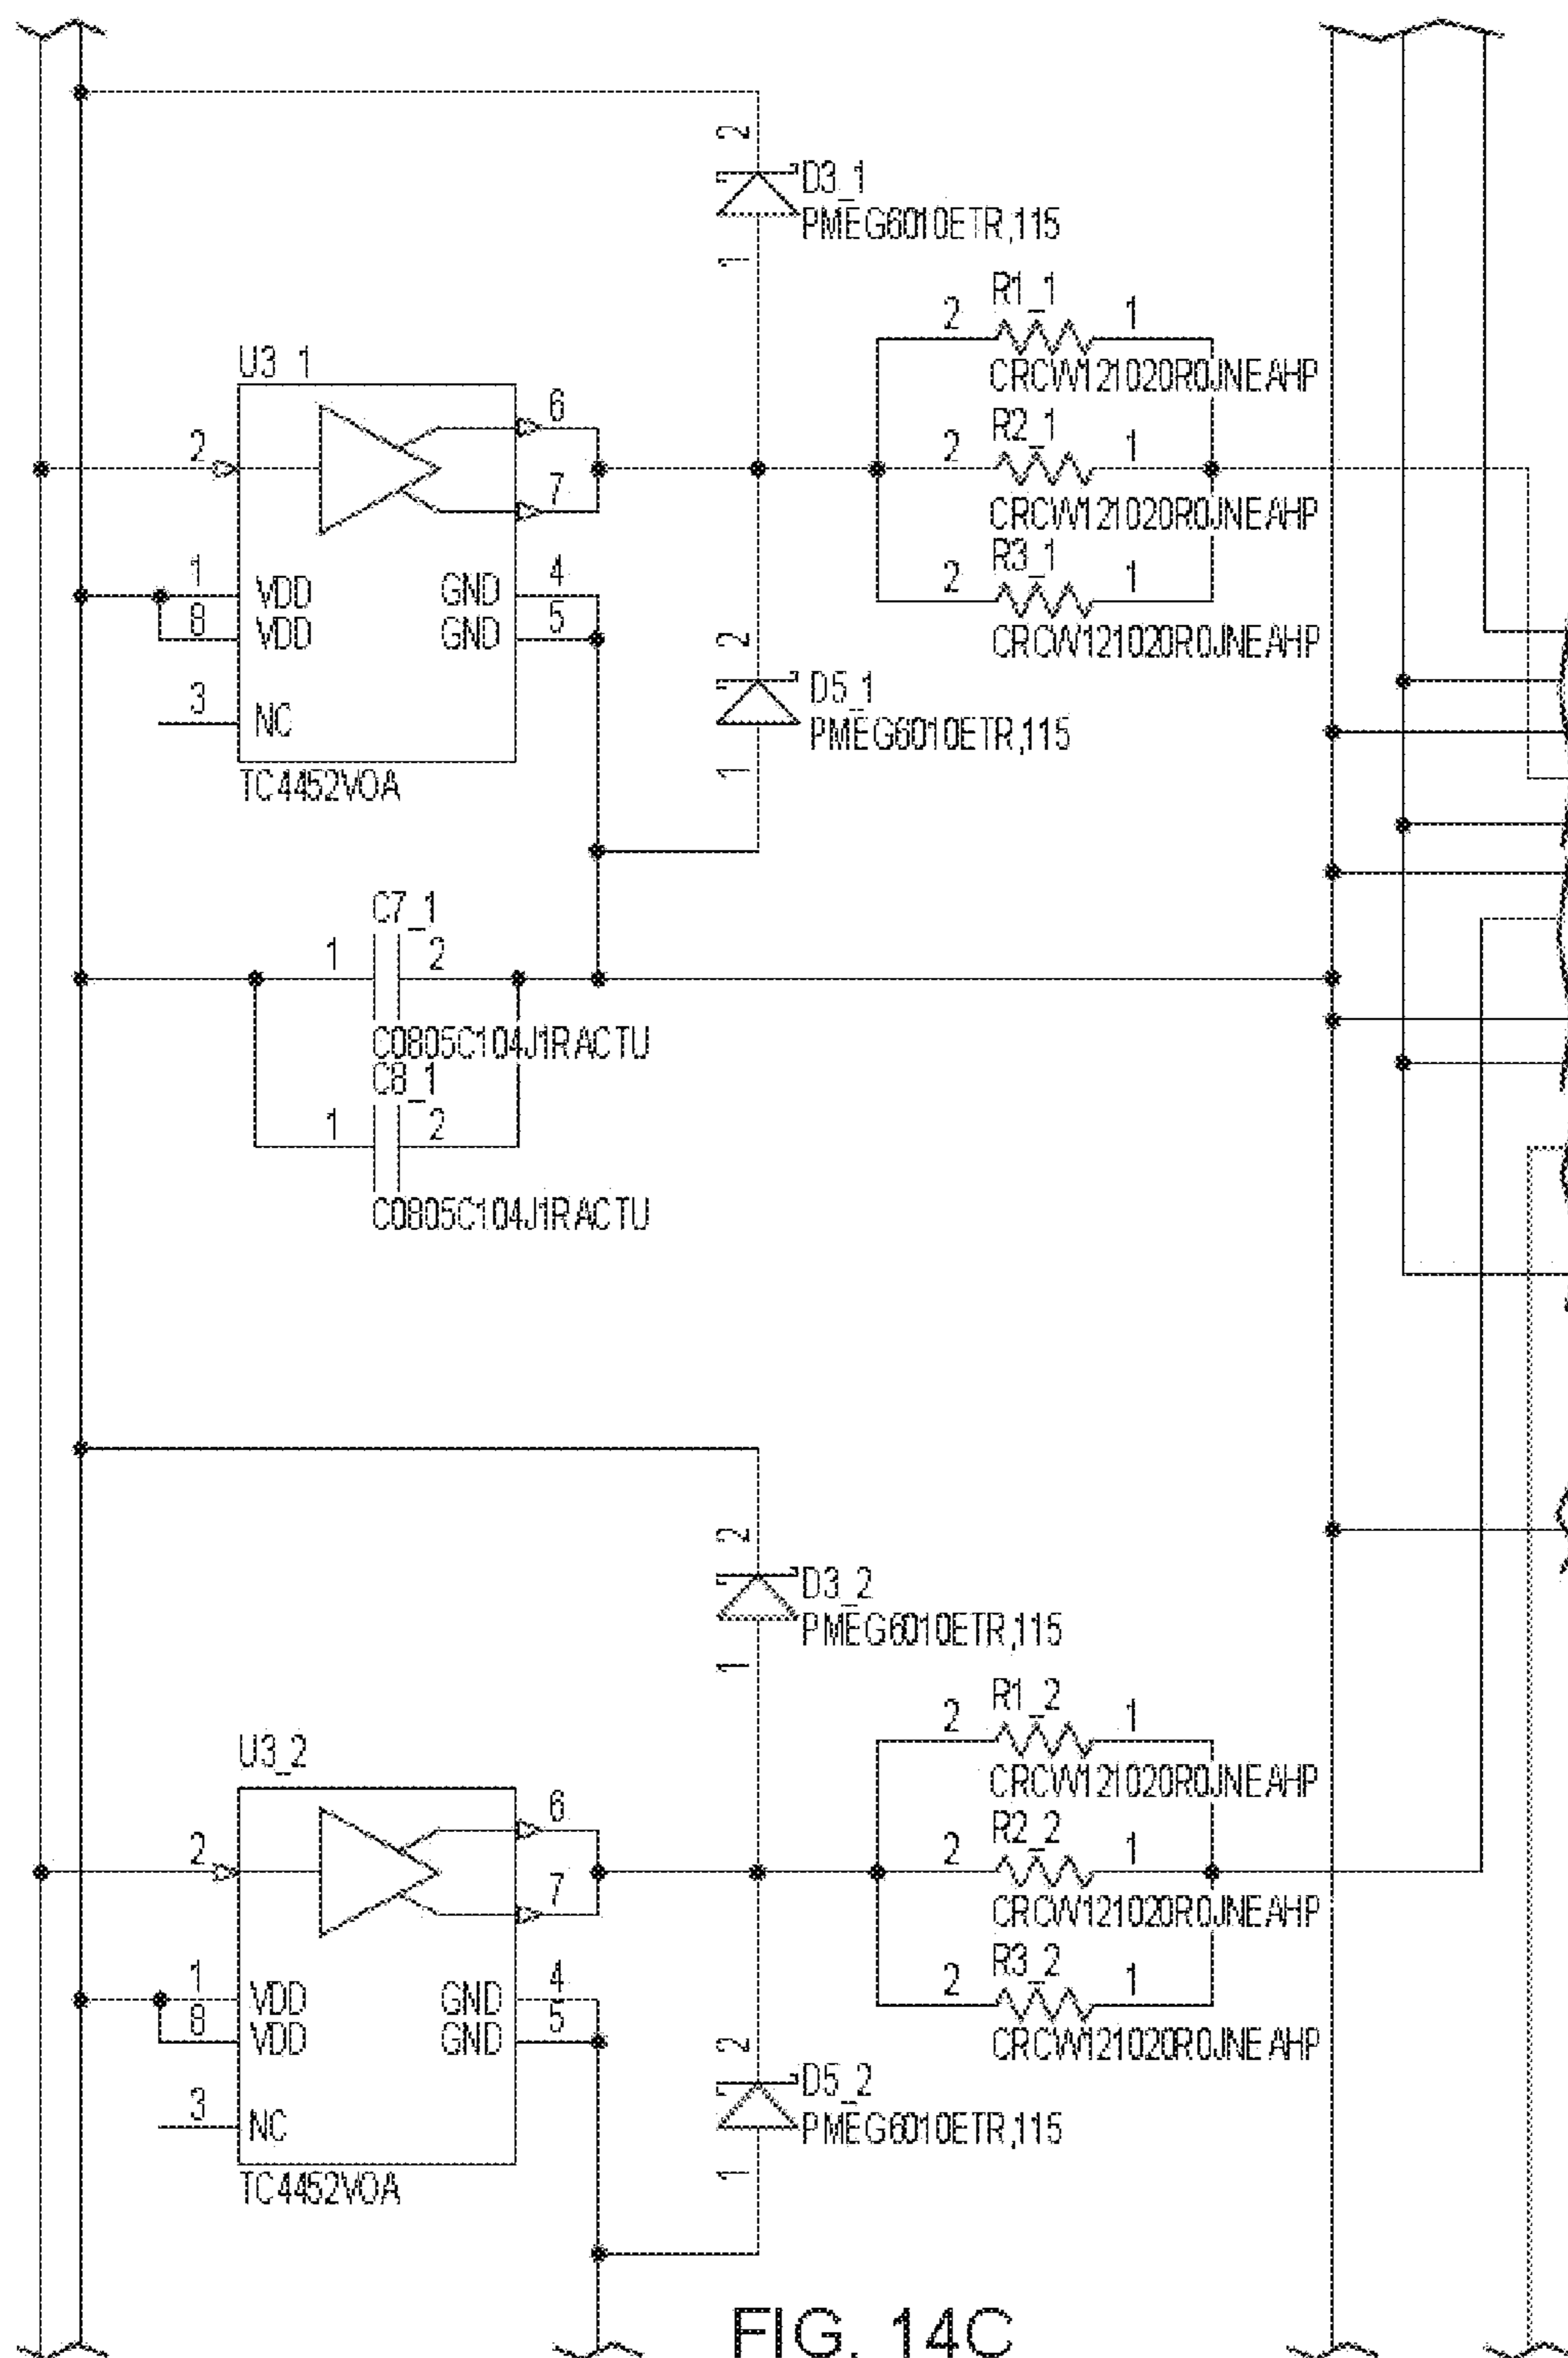 2
D3_1
PMEG6010ETR,115
1
R1_1
2 1
CRCW121020R0JNEAHP
U3_1
6
R2_1
2
2 1
7
CRCW121020R0JNEAHP
R3_1
1 VDD GND 4
2 1
8 VDD GND 5
2
CRCW121020R0JNEAHP
D5_1
3 NC
PMEG6010ETR,115
TC4452VOA
1
C7_1
1 2
C0805C104J1RACTU
C8_1
1 2
C0805C104J1RACTU
2
D3_2
PMEG6010ETR,115
1
R1_2
2 1
U3_2
CRCW121020R0JNEAHP
6
R2_2
2
2 1
7
CRCW121020R0JNEAHP
R3_2
1 VDD GND 4
2 1
8 VDD GND 5
2
CRCW121020R0JNEAHP
D5_2
3 NC
PMEG6010ETR,115
TC4452VOA
1
FIG. 14C